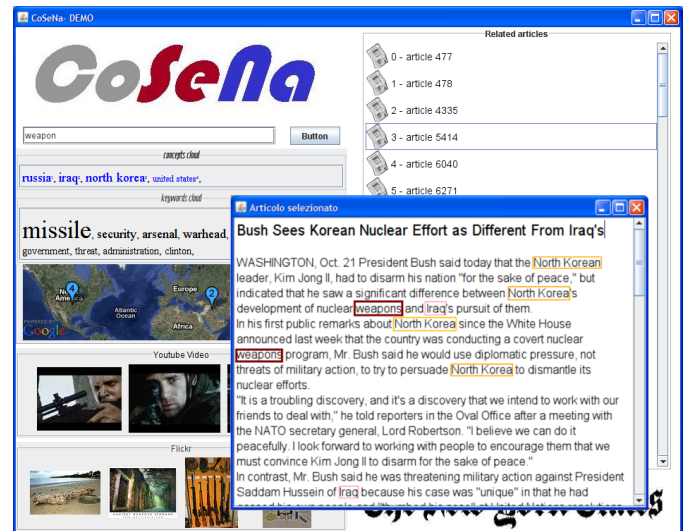 CoSeNa- DEMO
CoSeNa
weapon
Button
concepts cloud
russia, iraq, north korea, united states,
keywords cloud
missile, security, arsenal, warhead,
government, threat, administration, clinton,
North
Ame
4
Europe
2
Atlantic
Ocean
Africa
POWERED BY
Google
Youtube Video
Flickr
Related articles
0 - article 477
1 - article 478
2 - article 4335
3 - article 5414
4 - article 6040
5 - article 6271
Articolo selezionato
Bush Sees Korean Nuclear Effort as Different From Iraq's
WASHINGTON, Oct. 21 President Bush said today that the North Korean
leader, Kim Jong Il, had to disarm his nation "for the sake of peace," but
indicated that he saw a significant difference between North Korea's
development of nuclear weapons and Iraq's pursuit of them.
In his first public remarks about North Korea since the White House
announced last week that the country was conducting a covert nuclear
weapons program, Mr. Bush said he would use diplomatic pressure, not
threats of military action, to try to persuade North Korea to dismantle its
nuclear efforts.
"It is a troubling discovery, and it's a discovery that we intend to work with our
friends to deal with," he told reporters in the Oval Office after a meeting with
the NATO secretary general, Lord Robertson. "I believe we can do it
peacefully. I look forward to working with people to encourage them that we
must convince Kim Jong Il to disarm for the sake of peace."
In contrast, Mr. Bush said he was threatening military action against President
Saddam Hussein of Iraq because his case was "unique" in that he had